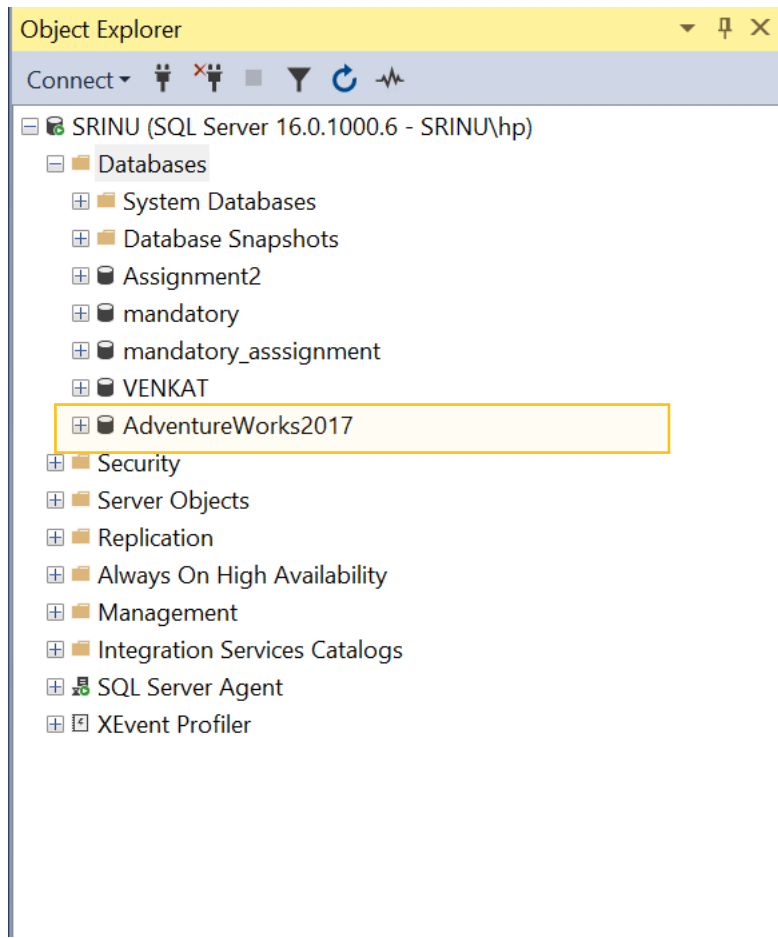 Object Explorer
Connect
SRINU (SQL Server 16.0.1000.6 - SRINU\hp)
Databases
System Databases
Database Snapshots
Assignment2
mandatory
mandatory_asssignment
VENKAT
AdventureWorks2017
Security
Server Objects
Replication
Always On High Availability
Management
Integration Services Catalogs
SQL Server Agent
XEvent Profiler